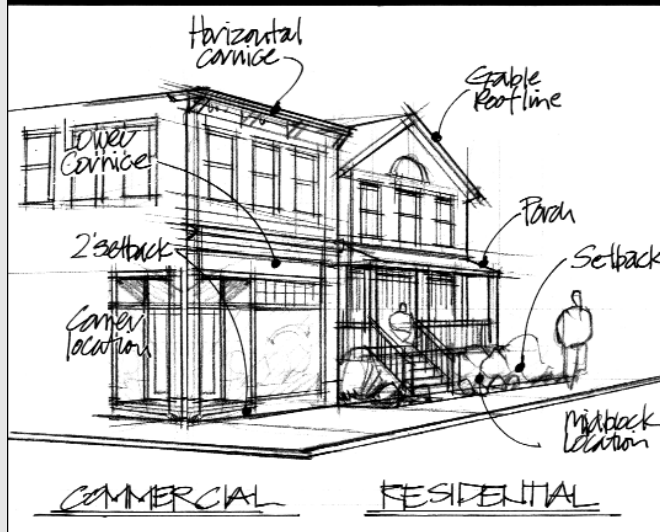 Horizontal
cornice
Gable
Roofline
Lower
Cornice
Porch
2' setback
Setback
Corner
location
Midblock
Location
COMMERCIAL
RESIDENTIAL